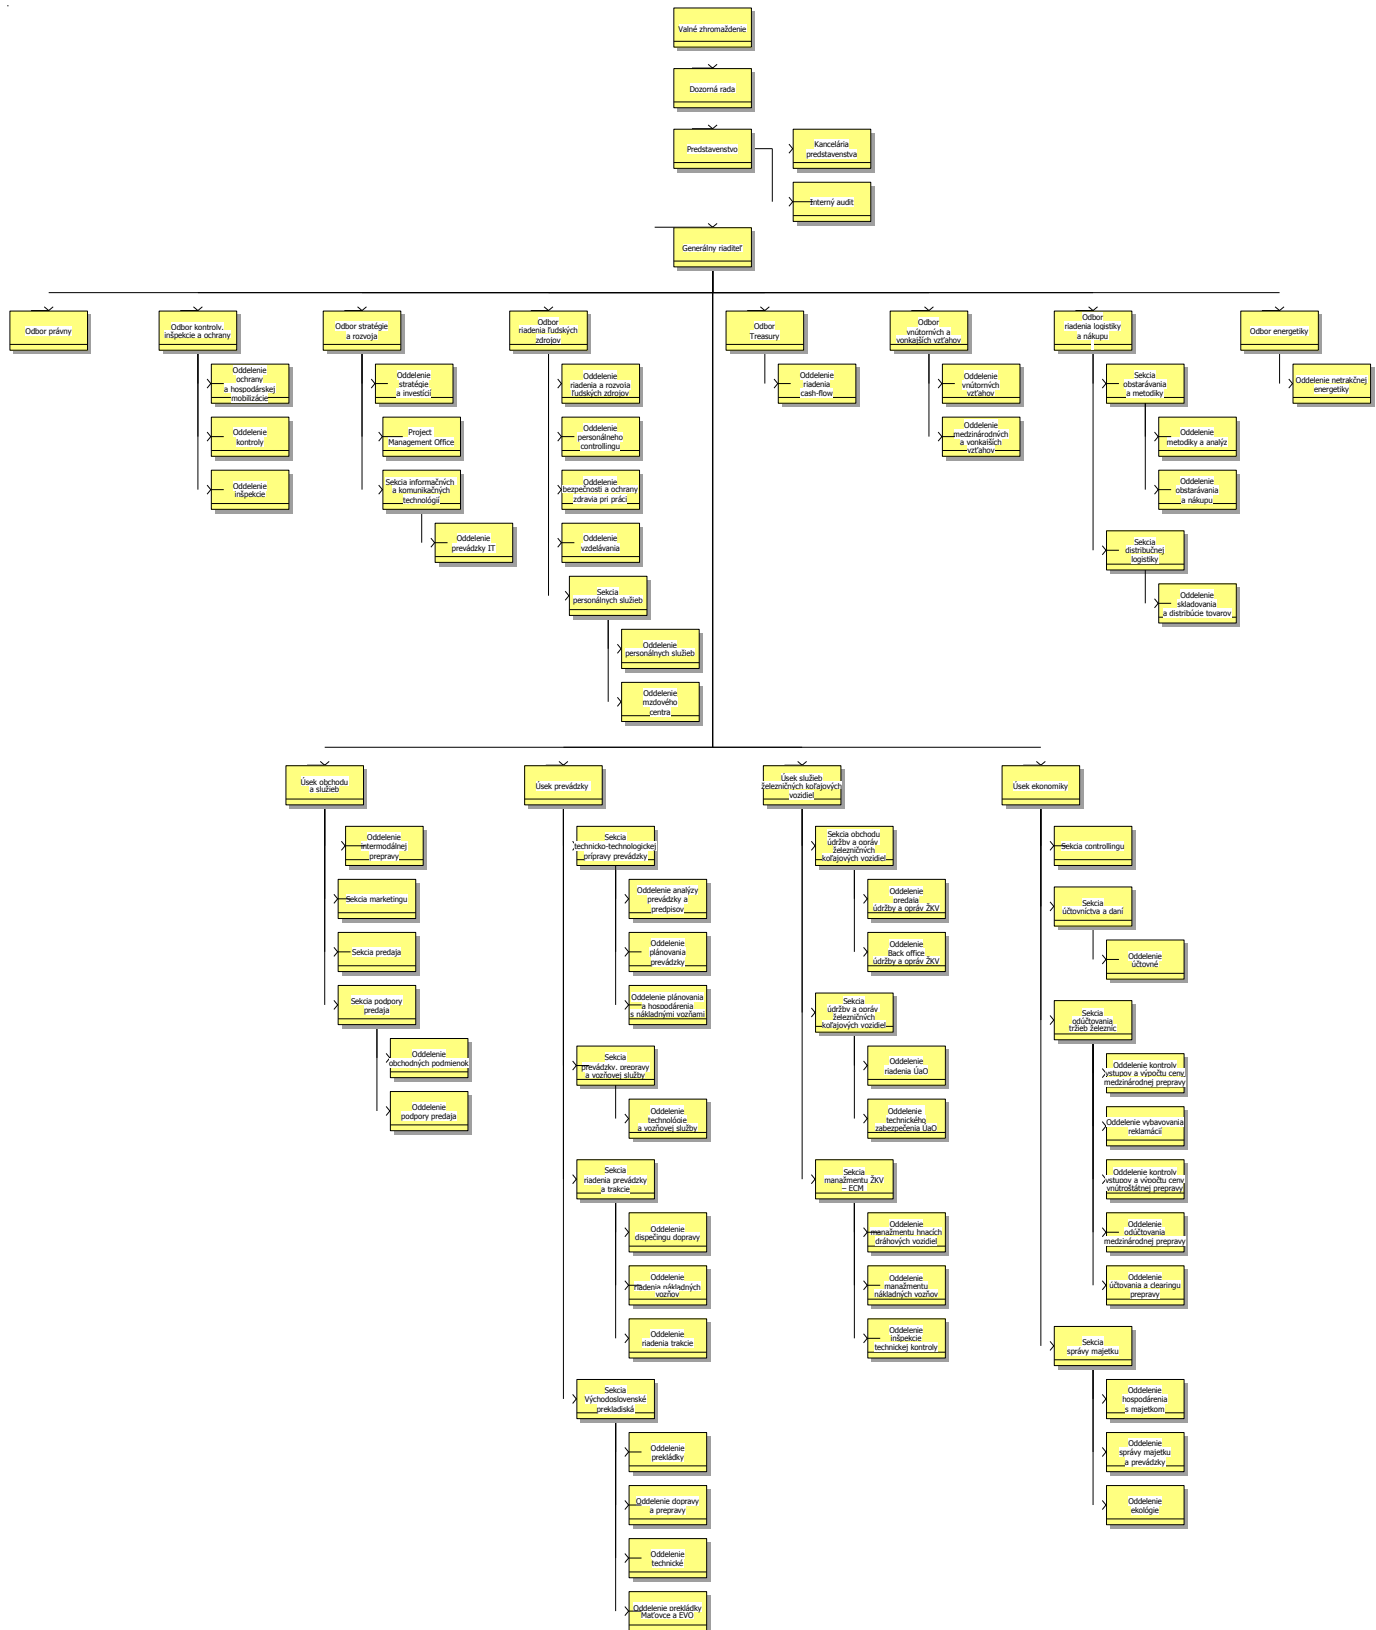 Valné zhromaždenie
Dozorná rada
Predstavenstvo
Kancelária
predstavenstva
Interný audit
Generálny riaditeľ
Odbor právny
Odbor kontroly,
inšpekcie a ochrany
Oddelenie
ochrany
a hospodárskej
mobilizácie
Oddelenie
kontroly
Oddelenie
inšpekcie
Odbor stratégie
a rozvoja
Oddelenie
stratégie
a investícií
Project
Management Office
Sekcia informačných
a komunikačných
technológií
Oddelenie
prevádzky IT
Odbor
riadenia ľudských
zdrojov
Oddelenie
riadenia a rozvoja
ľudských zdrojov
Oddelenie
personálneho
controllingu
Oddelenie
bezpečnosti a ochrany
zdravia pri práci
Oddelenie
vzdelávania
Sekcia
personálnych služieb
Oddelenie
personálnych služieb
Oddelenie
mzdového
centra
Odbor
Treasury
Oddelenie
riadenia
cash-flow
Odbor
vnútorných a
vonkajších vzťahov
Oddelenie
vnútorných
vzťahov
Oddelenie
medzinárodných
a vonkajších
vzťahov
Odbor
riadenia logistiky
a nákupu
Sekcia
obstarávania
a metodiky
Oddelenie
metodiky a analýz
Oddelenie
obstarávania
a nákupu
Sekcia
distribučnej
logistiky
Oddelenie
skladovania
a distribúcie tovarov
Odbor energetiky
Oddelenie netrakčnej
energetiky
Úsek obchodu
a služieb
Oddelenie
intermodálnej
prepravy
Sekcia marketingu
Sekcia predaja
Sekcia podpory
predaja
Oddelenie
obchodných podmienok
Oddelenie
podpory predaja
Úsek prevádzky
Sekcia
technicko-technologickej
prípravy prevádzky
Oddelenie analýzy
prevádzky a
predpisov
Oddelenie
plánovania
prevádzky
Oddelenie plánovania
a hospodárenia
s nákladnými vozňami
Sekcia
prevádzky, prepravy
a vozňovej služby
Oddelenie
technológie
a vozňovej služby
Sekcia
riadenia prevádzky
a trakcie
Oddelenie
dispečingu dopravy
Oddelenie
riadenia nákladných
vozňov
Oddelenie
riadenia trakcie
Sekcia
Východoslovenské
prekladiská
Oddelenie
prekládky
Oddelenie dopravy
a prepravy
Oddelenie
technické
Oddelenie prekládky
Maťovce a EVO
Úsek služieb
železničných koľajových
vozidiel
Sekcia obchodu
údržby a opráv
železničných
koľajových vozidiel
Oddelenie
predaja
údržby a opráv ŽKV
Oddelenie
Back office
údržby a opráv ŽKV
Sekcia
údržby a opráv
železničných
koľajových vozidiel
Oddelenie
riadenia ÚaO
Oddelenie
technického
zabezpečenia ÚaO
Sekcia
manažmentu ŽKV
– ECM
Oddelenie
manažmentu hnacích
dráhových vozidiel
Oddelenie
manažmentu
nákladných vozňov
Oddelenie
inšpekcie
technickej kontroly
Úsek ekonomiky
Sekcia controllingu
Sekcia
účtovníctva a daní
Oddelenie
účtovné
Sekcia
odúčtovania
tržieb železníc
Oddelenie kontroly
vstupov a výpočtu ceny
medzinárodnej prepravy
Oddelenie vybavovania
reklamácií
Oddelenie kontroly
vstupov a výpočtu ceny
vnútroštátnej prepravy
Oddelenie
odúčtovania
medzinárodnej prepravy
Oddelenie
účtovania a clearingu
prepravy
Sekcia
správy majetku
Oddelenie
hospodárenia
s majetkom
Oddelenie
správy majetku
a prevádzky
Oddelenie
ekológie